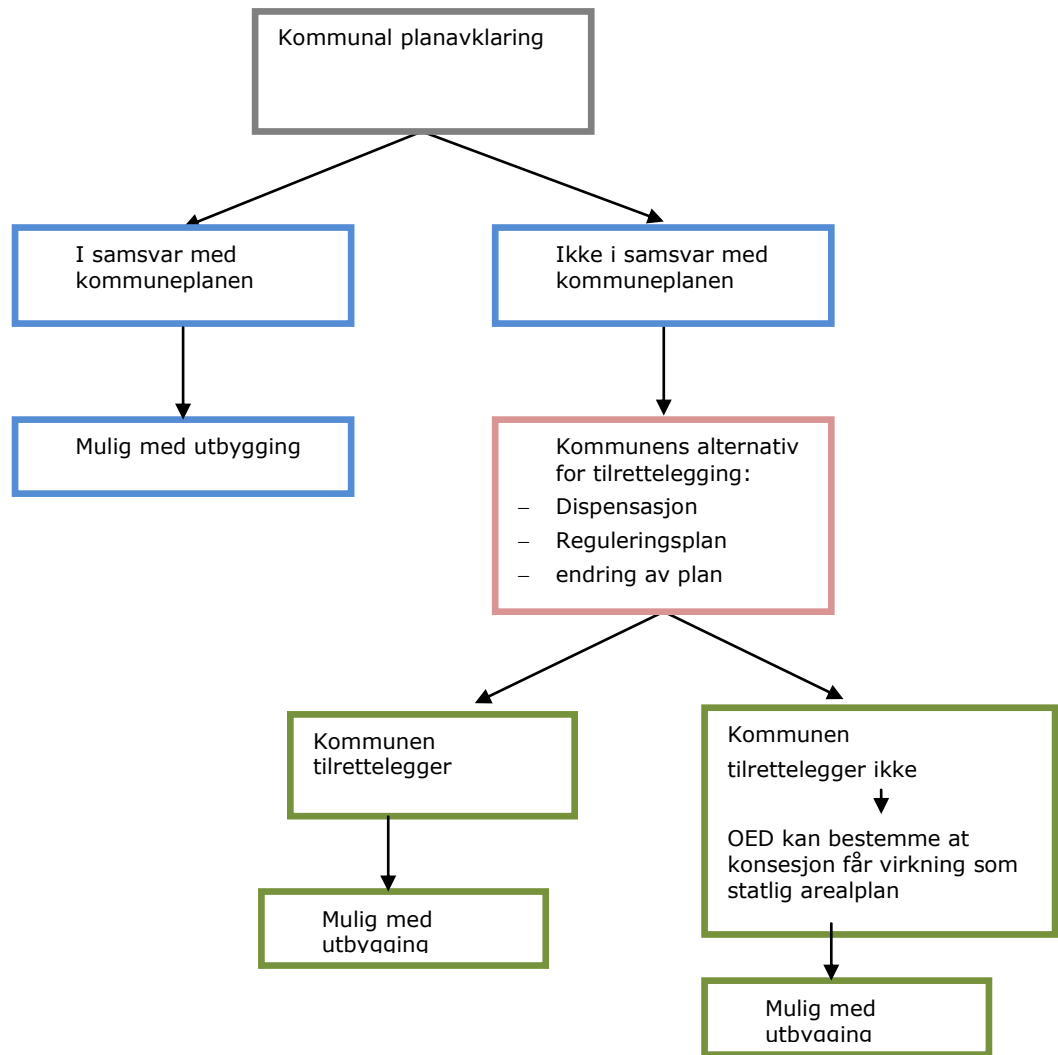 Kommunal planavklaring
I samsvar med
kommuneplanen
Ikke i samsvar med
kommuneplanen
Mulig med utbygging
Kommunens alternativ
for tilrettelegging:
– Dispensasjon
– Reguleringsplan
– endring av plan
Kommunen
tilrettelegger
Kommunen
tilrettelegger ikke
OED kan bestemme at
konsesjon får virkning som
statlig arealplan
Mulig med
utbygging
Mulig med
utbygging